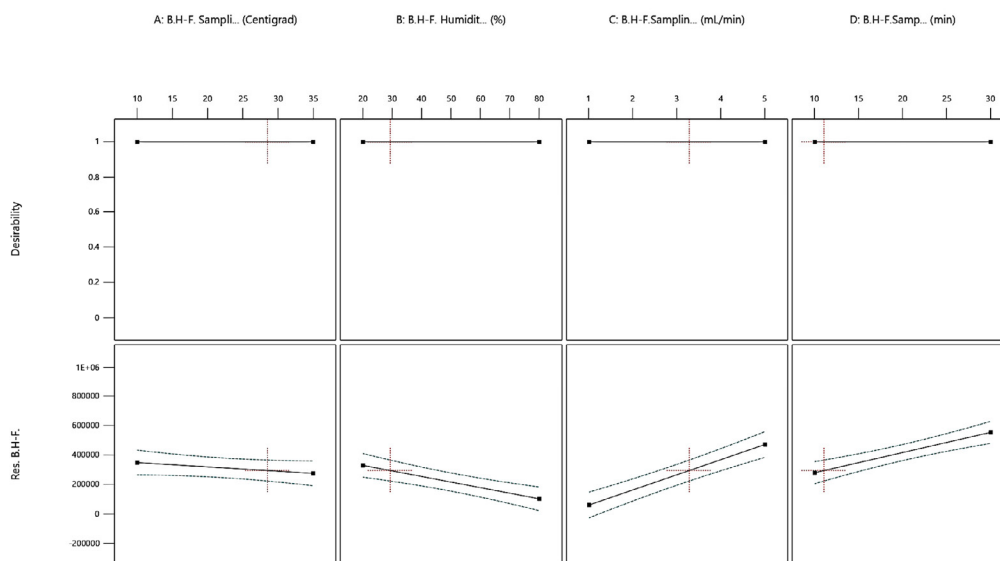 A: B.H-F. Sampli... (Centigrad) B: B.H-F. Humidit... (%) C: B.H-F.Samplin... (mL/min) D: B.H-F.Samp... (min)
10 15 20 25 30 35 20 30 40 50 60 70 80 1 2 3 4 5 10 20 30
Desirability
1
0.8
0.6
0.4
0.2
0
Res. B.H-F.
1E+06
800000
600000
400000
200000
0
-200000